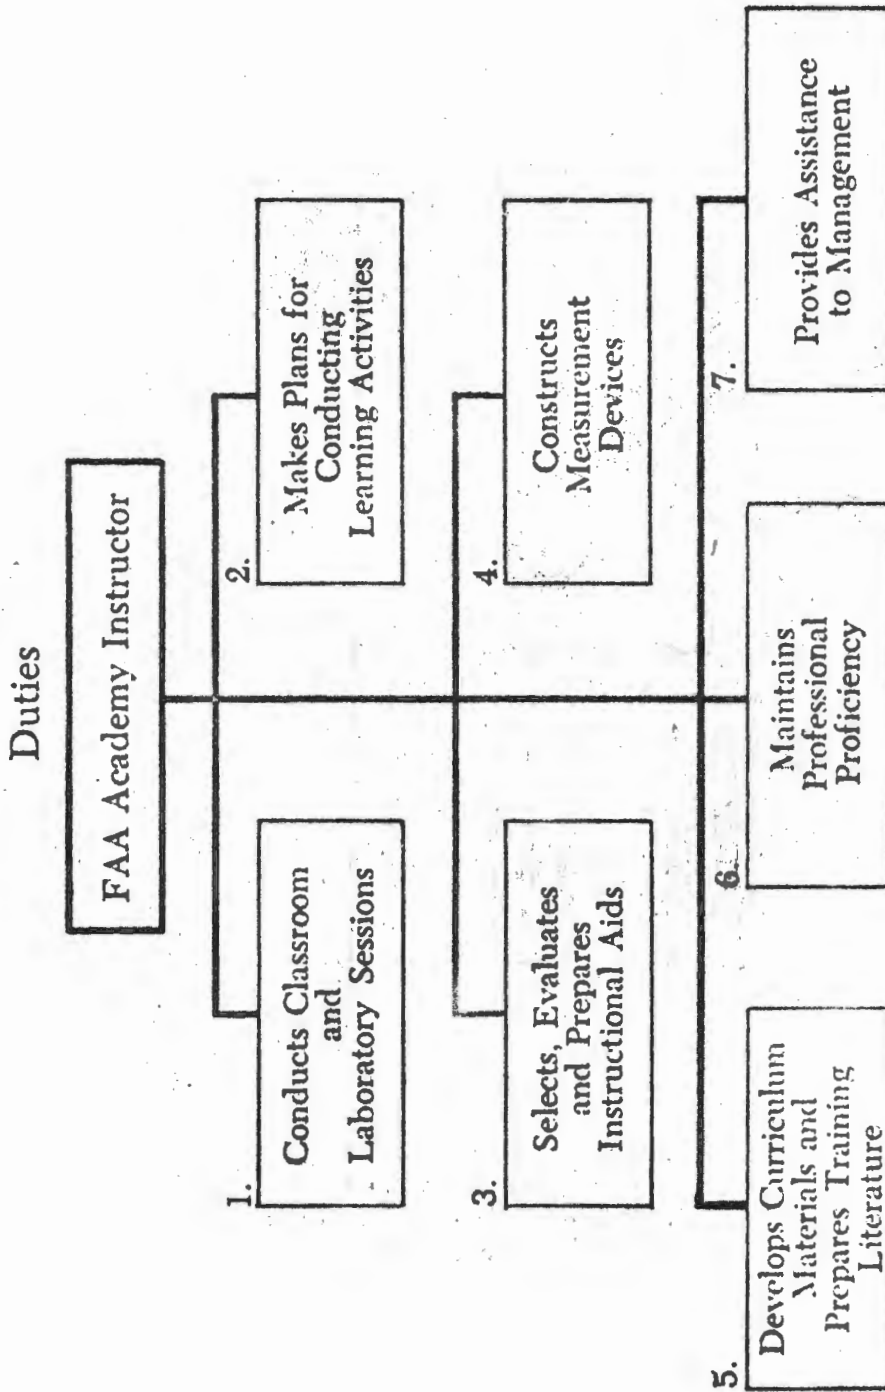 Duties
FAA Academy Instructor
1.
Conducts Classroom
and
Laboratory Sessions
2.
Makes Plans for
Conducting
Learning Activities
3.
Selects, Evaluates
and Prepares
Instructional Aids
4.
Constructs
Measurement
Devices
5.
Develops Curriculum
Materials and
Prepares Training
Literature
6.
Maintains
Professional
Proficiency
7.
Provides Assistance
to Management